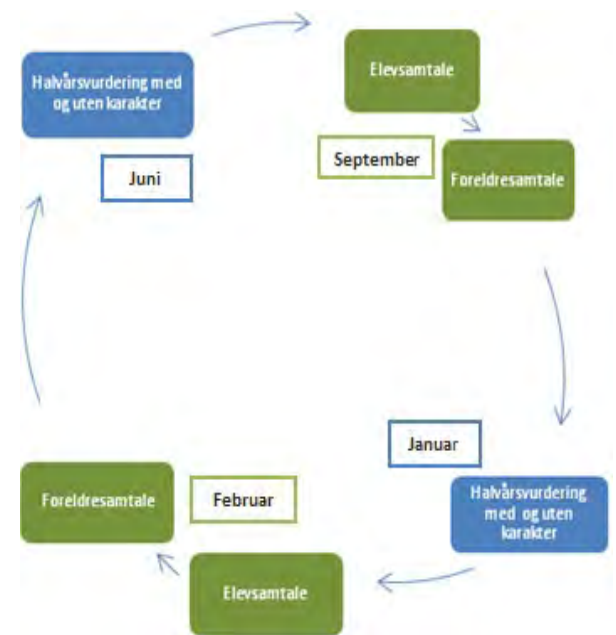 Halvårsvurdering med
og uten karakter
Juni
Elevsamtale
September
Foreldresamtale
Januar
Halvårsvurdering
med og uten
karakter
Elevsamtale
Februar
Foreldresamtale